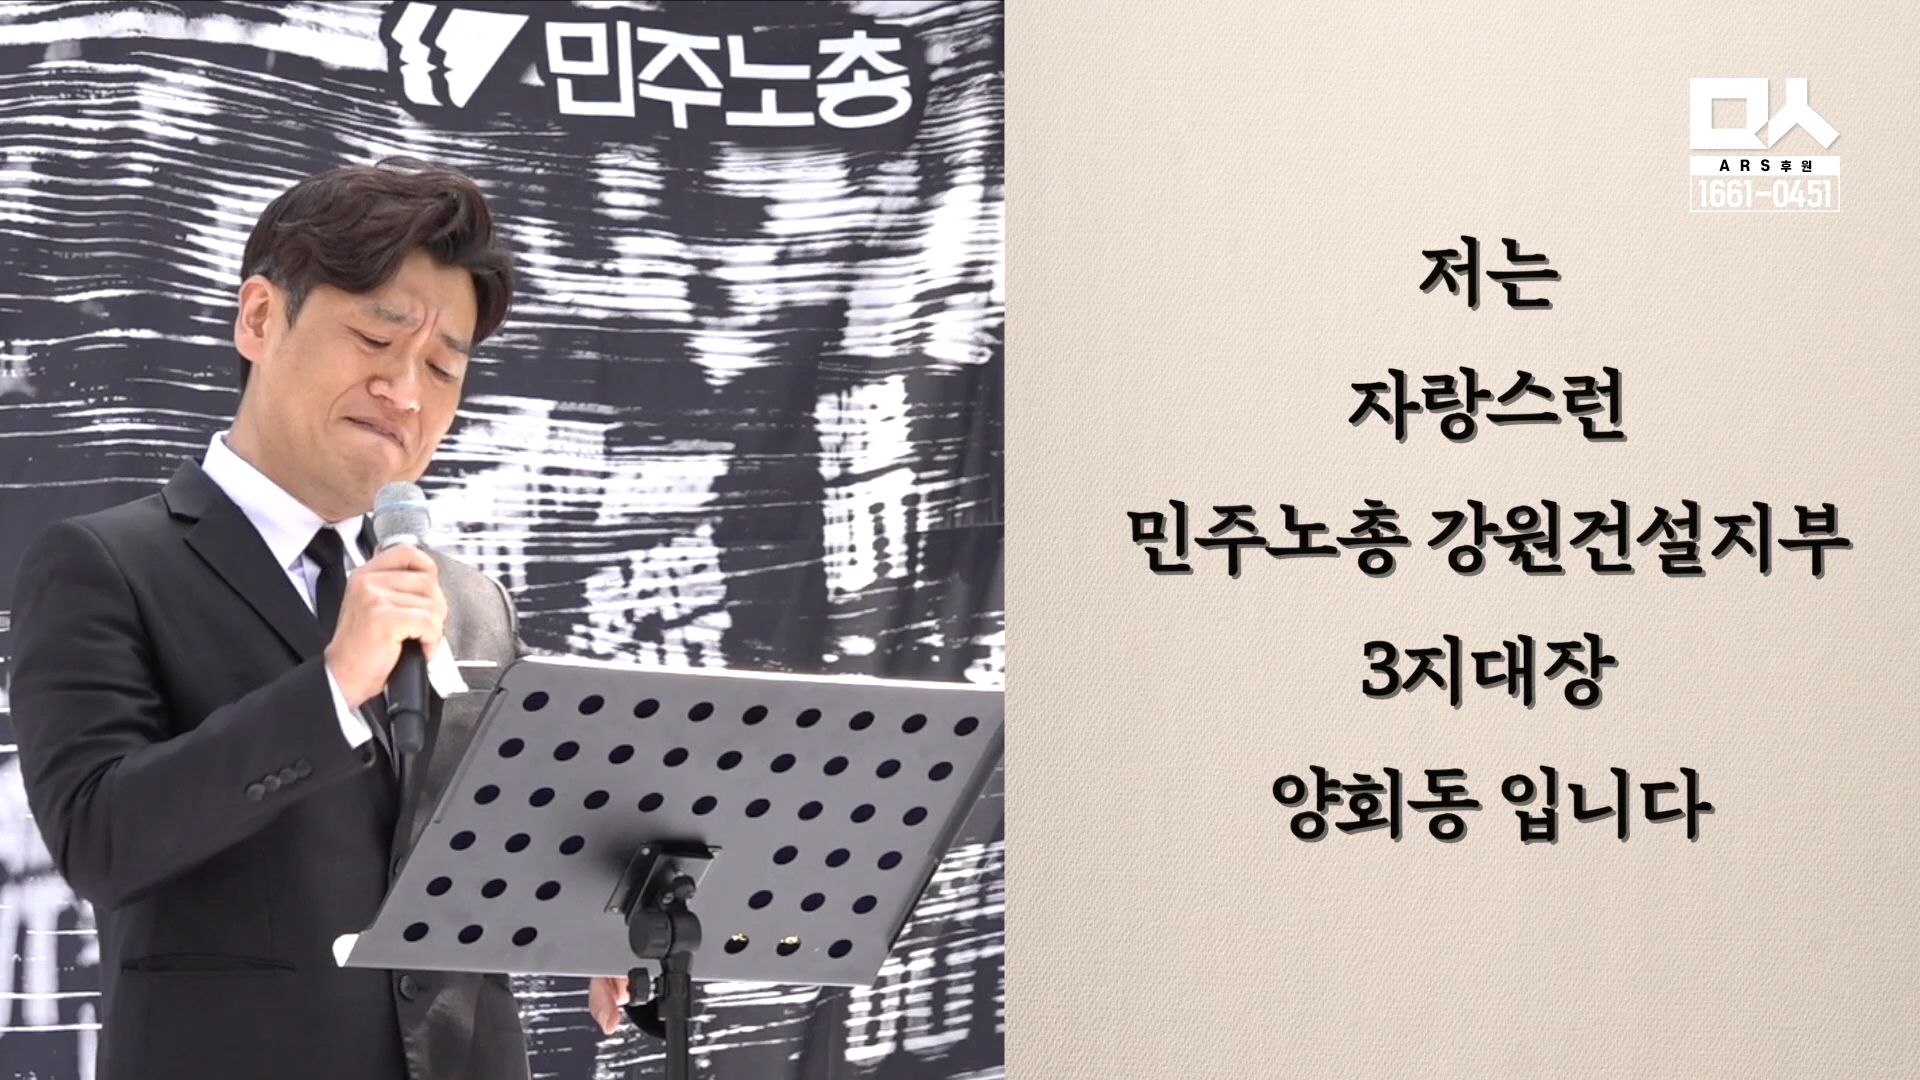 민주노총
ㅁㅅ
ARS후원
1661-0451
저는
자랑스런
민주노총 강원건설지부
3지대장
양회동 입니다